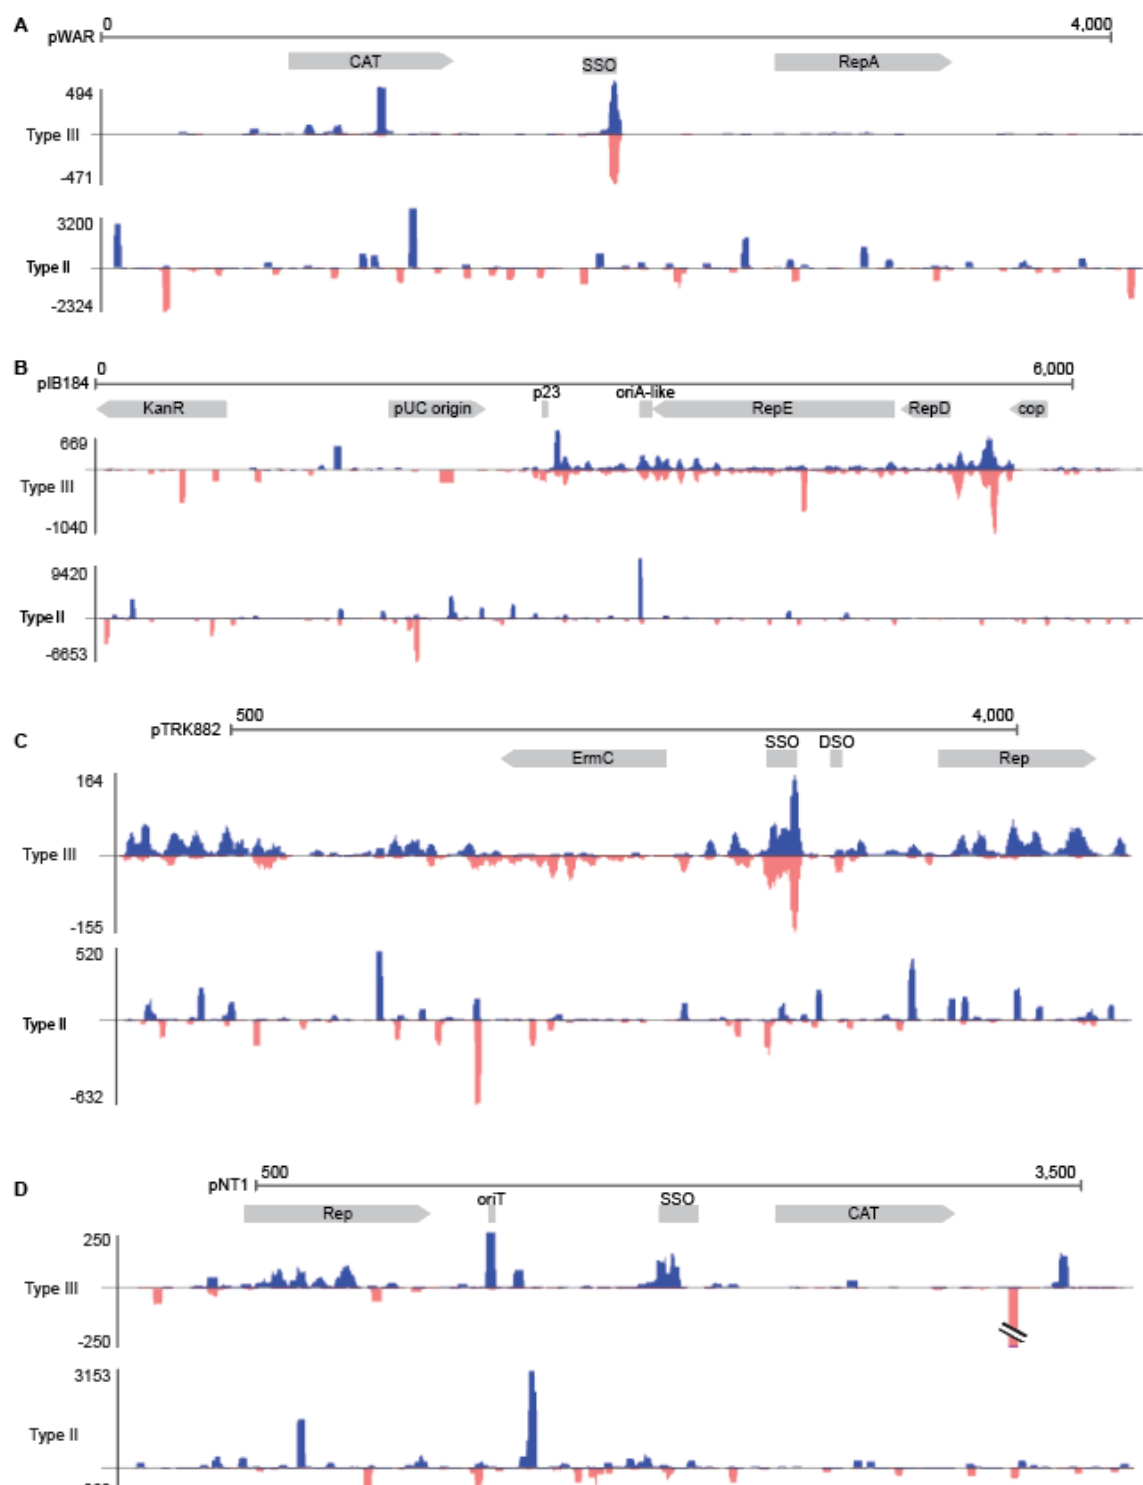 A
0
4,000
pWAR
CAT
SSO
RepA
494
Type III
-471
3200
Type II
-2324
B
0
6,000
pIB184
p23
oriA-like
KanR
pUC origin
RepE
RepD
cop
669
Type III
-1040
9420
Type II
-6653
C
500
4,000
pTRK882
SSO
DSO
ErmC
Rep
164
Type III
-155
520
Type II
-632
D
500
3,500
pNT1
oriT
SSO
Rep
CAT
250
Type III
-250
3153
Type II